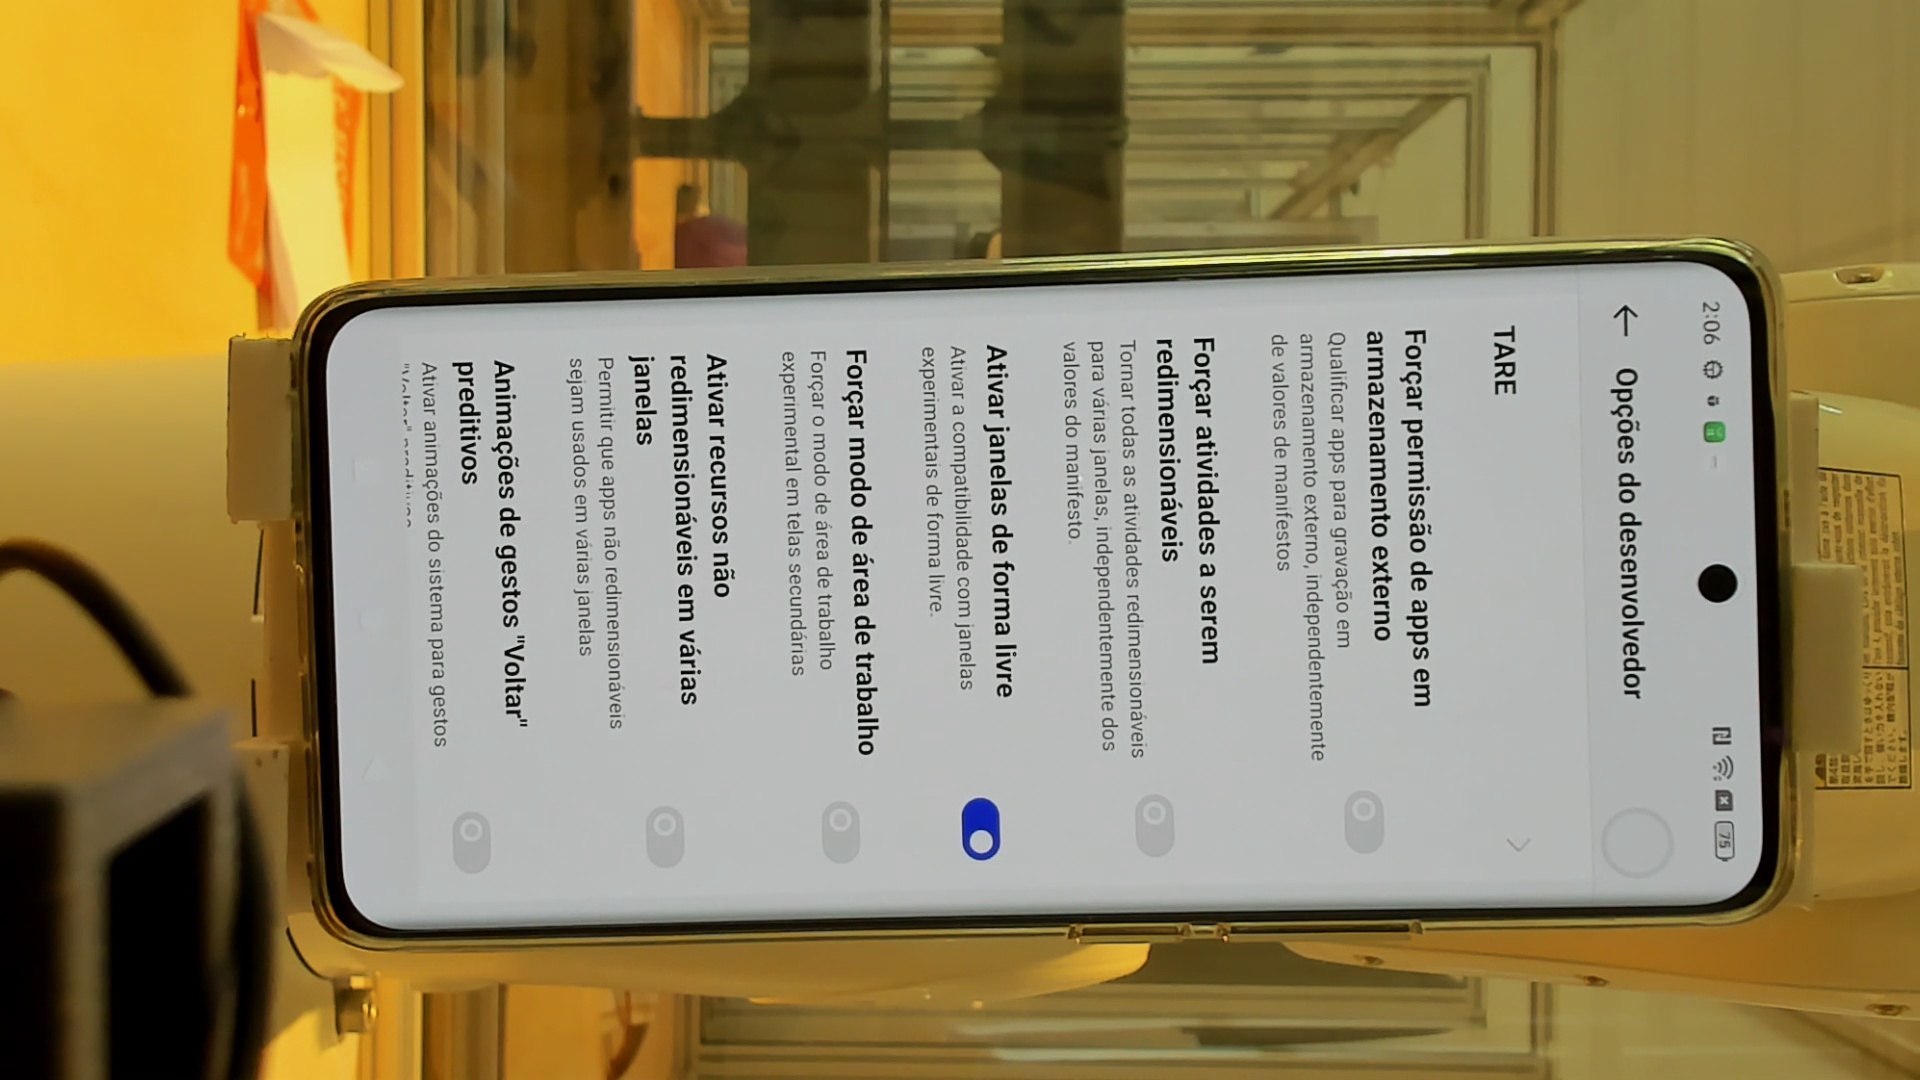 2:06
75
Opções do desenvolvedor
TARE
Forçar permissão de apps em
armazenamento externo
Qualificar apps para gravação em
armazenamento externo, independentemente
de valores de manifestos
Forçar atividades a serem
redimensionáveis
Tornar todas as atividades redimensionáveis
para várias janelas, independentemente dos
valores do manifesto.
Ativar janelas de forma livre
Ativar a compatibilidade com janelas
experimentais de forma livre.
Forçar modo de área de trabalho
Forçar o modo de área de trabalho
experimental em telas secundárias
Ativar recursos não
redimensionáveis em várias
janelas
Permitir que apps não redimensionáveis
sejam usados em várias janelas
Animações de gestos "Voltar"
preditivos
Ativar animações do sistema para gestos